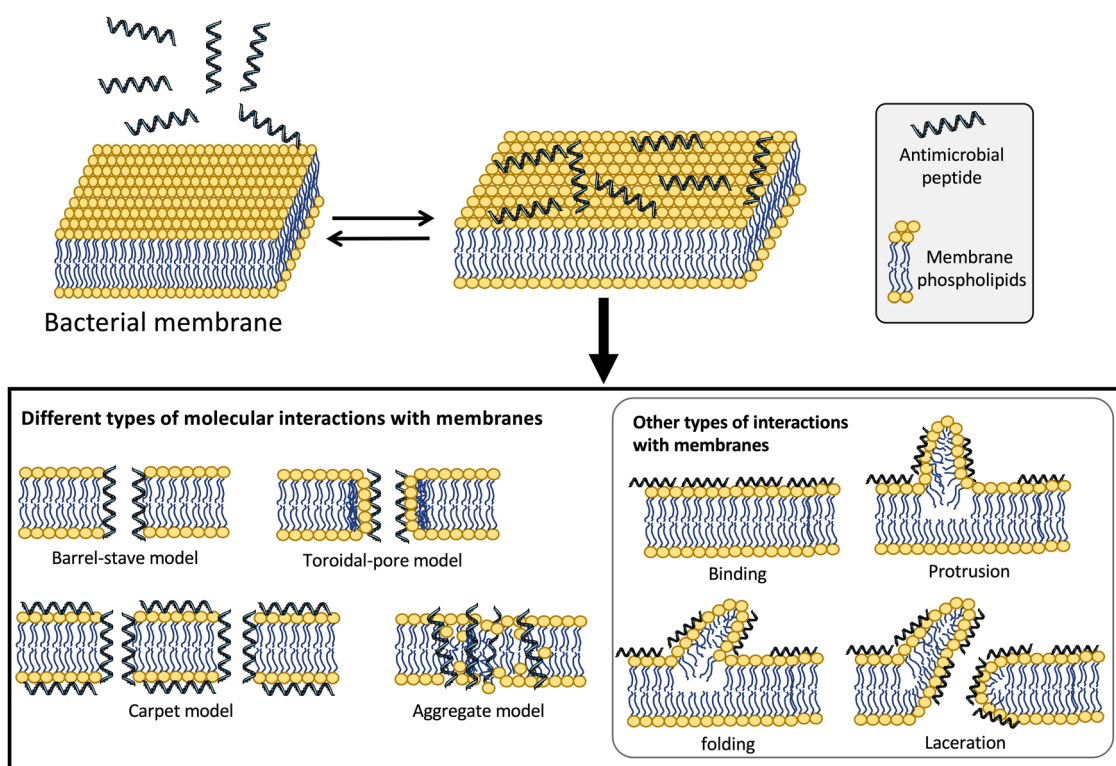 Antimicrobial
peptide
Membrane
phospholipids
Bacterial membrane
Different types of molecular interactions with membranes
Other types of interactions
with membranes
Barrel-stave model
Toroidal-pore model
Binding
Protrusion
Carpet model
Aggregate model
folding
Laceration